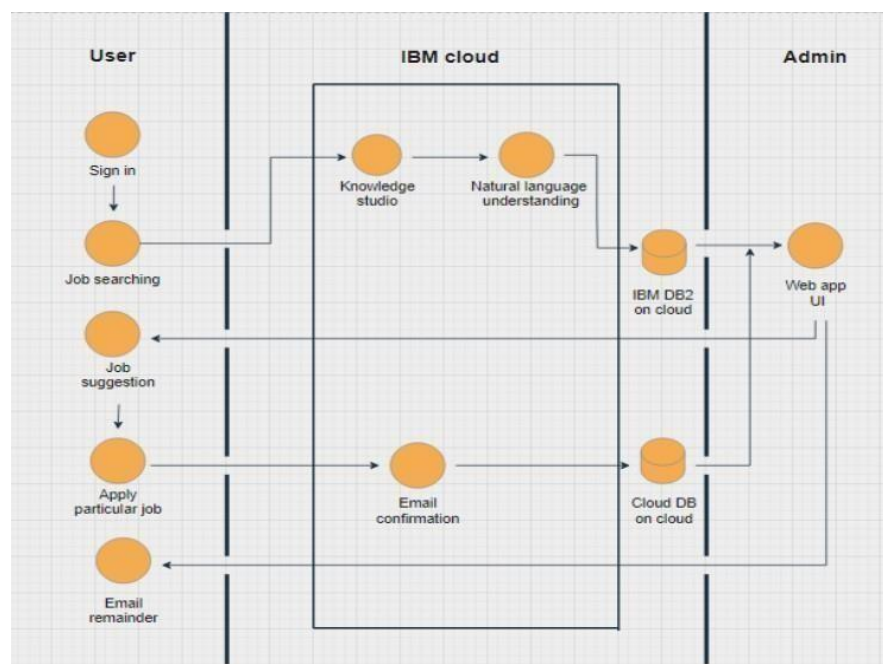 User
IBM cloud
Admin
Sign in
Knowledge
studio
Natural language
understanding
Job searching
IBM DB2
on cloud
Web app
UI
Job
suggestion
Apply
particular job
Email
confirmation
Cloud DB
on cloud
Email
remainder